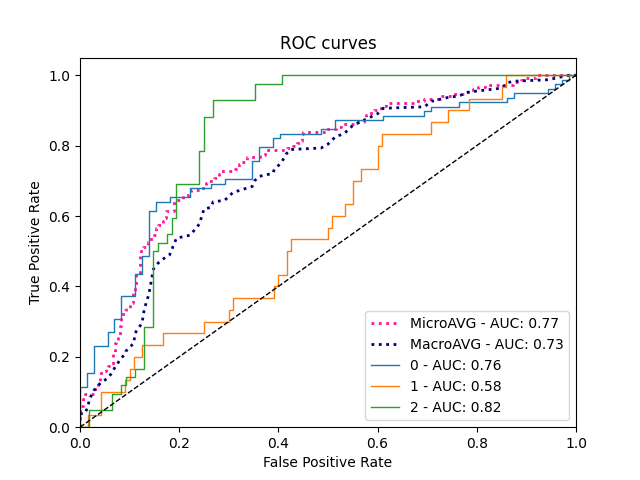 ROC curves
True Positive Rate
1.0
0.8
0.6
0.4
0.2
0.0
MicroAVG - AUC: 0.77
MacroAVG - AUC: 0.73
0 - AUC: 0.76
1 - AUC: 0.58
2 - AUC: 0.82
0.0 0.2 0.4 0.6 0.8 1.0
False Positive Rate